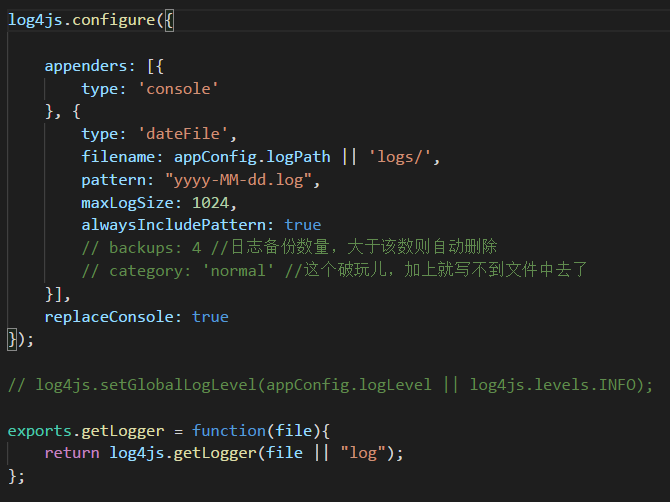 log4js.configure({
appenders: [{
type: 'console'
}, {
type: 'dateFile',
filename: appConfig.logPath || 'logs/',
pattern: "yyyy-MM-dd.log",
maxLogSize: 1024,
alwaysIncludePattern: true
// backups: 4 //日志备份数量，大于该数则自动删除
// category: 'normal' //这个破玩儿，加上就写不到文件中去了
}],
replaceConsole: true
});
// log4js.setGlobalLogLevel(appConfig.logLevel || log4js.levels.INFO);
exports.getLogger = function(file){
return log4js.getLogger(file || "log");
};